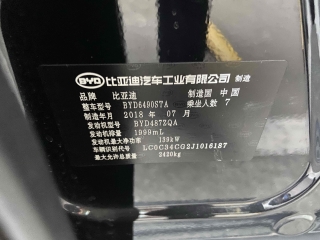 BYD 比亚迪汽车工业有限公司 制造
品牌 比亚迪 制造国 中国
整车型号 BYD6490S7A 乘坐人数 7
制造年月 2018 年 07 月
发动机型号 BYD487ZQA
发动机排量 1999mL
发动机最大净功率 138kW
车辆识别代号 LC0C34CG2J1016187
最大允许总质量 2420kg